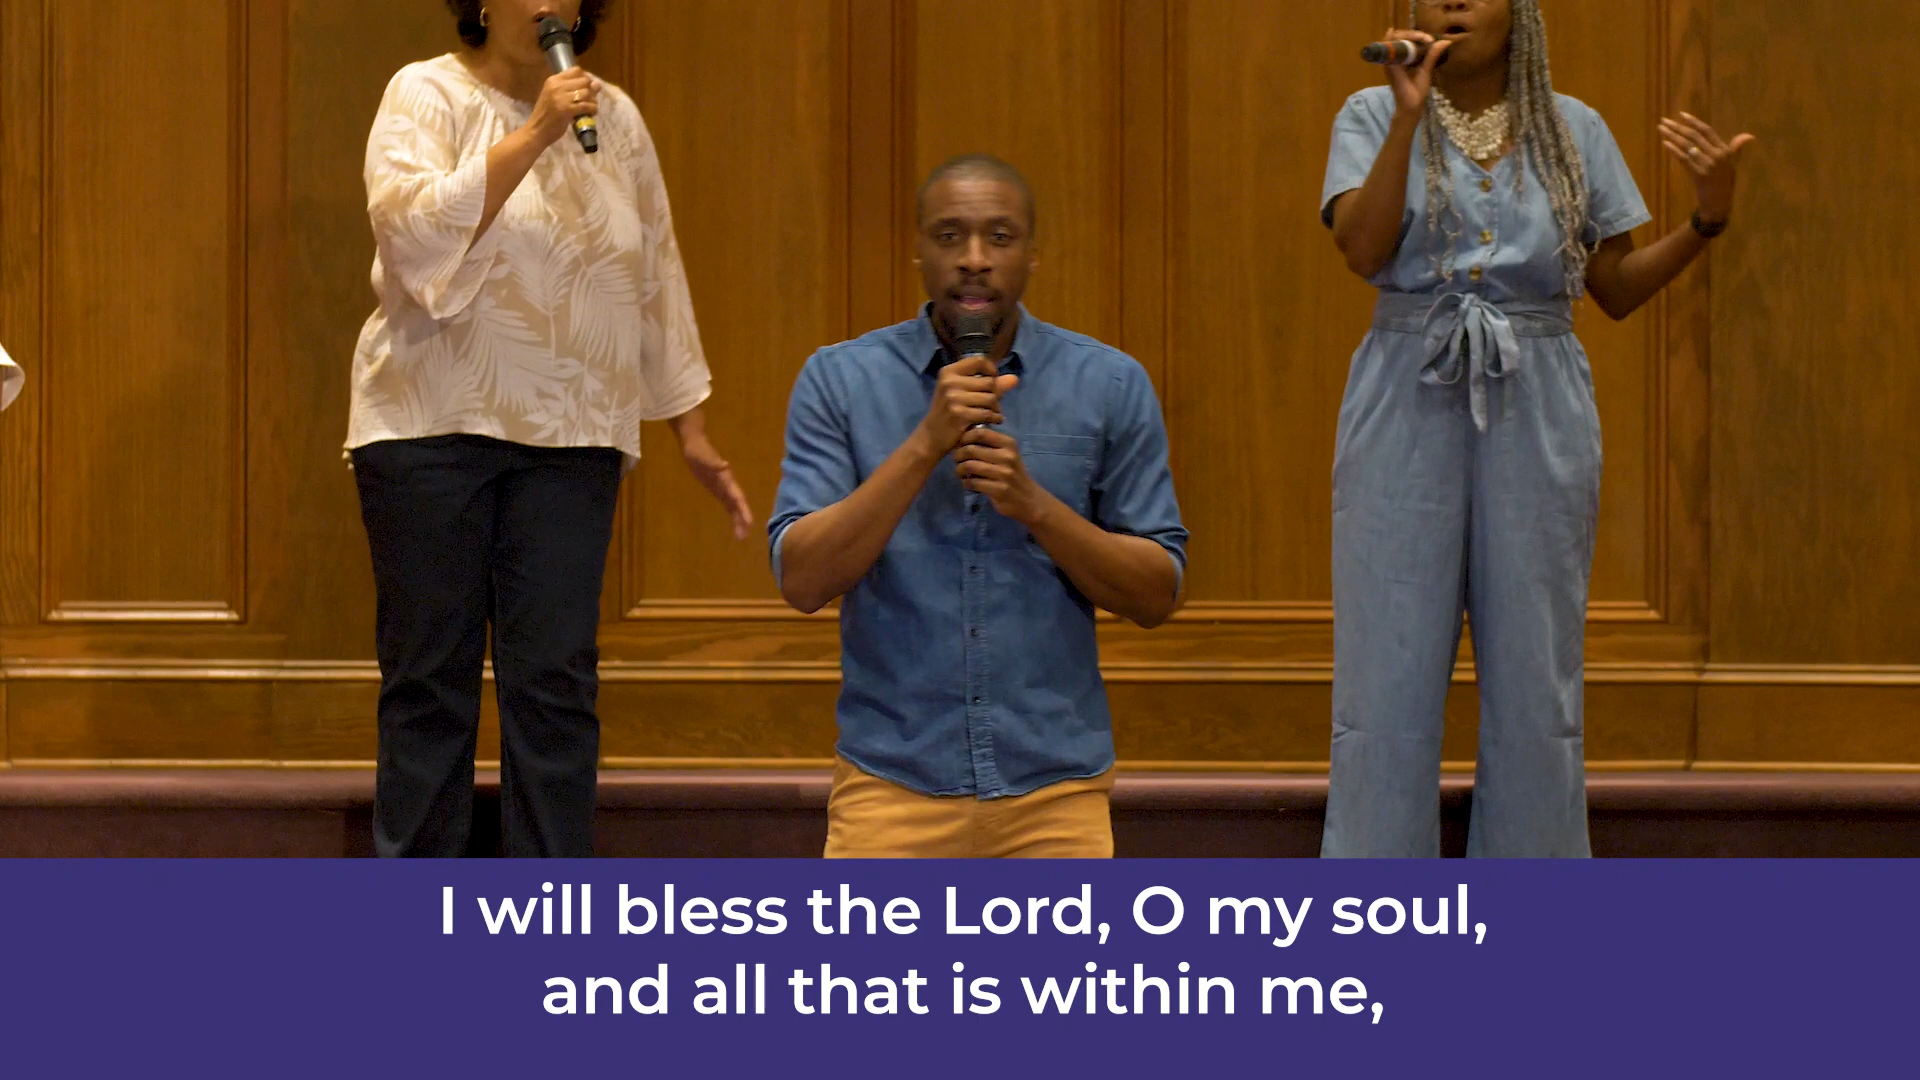 I will bless the Lord, O my soul,
and all that is within me,